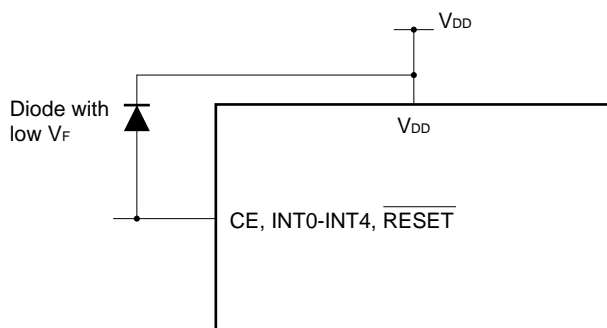 VDD
Diode with
low VF
VDD
CE, INT0-INT4, RESET